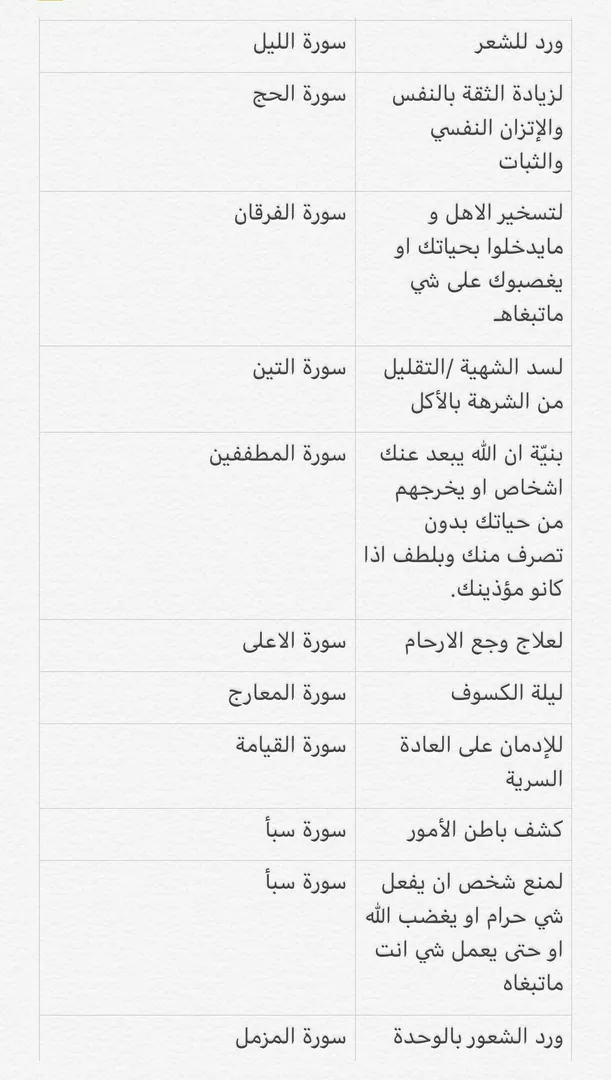 ورد للشعر
سورة الليل
لزيادة الثقة بالنفس
والإتزان النفسي
والثبات
سورة الحج
لتسخير الاهل و
مايدخلوا بحياتك او
يغصبوك على شي
ماتبغاهـ
سورة الفرقان
لسد الشهية /التقليل
من الشرهة بالأكل
سورة التين
بنيّة ان الله يبعد عنك
اشخاص او يخرجهم
من حياتك بدون
تصرف منك وبلطف اذا
كانو مؤذينك.
سورة المطففين
لعلاج وجع الارحام
سورة الاعلى
ليلة الكسوف
سورة المعارج
للإدمان على العادة
السرية
سورة القيامة
كشف باطن الأمور
سورة سبأ
لمنع شخص ان يفعل
شي حرام او يغضب الله
او حتى يعمل شي انت
ماتبغاه
سورة سبأ
ورد الشعور بالوحدة
سورة المزمل